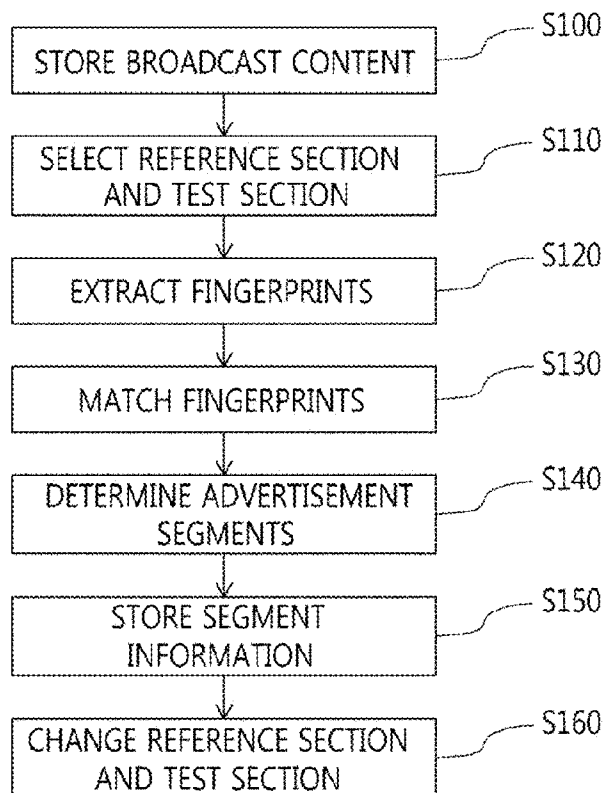 STORE BROADCAST CONTENT
S100
SELECT REFERENCE SECTION
AND TEST SECTION
S110
EXTRACT FINGERPRINTS
S120
MATCH FINGERPRINTS
S130
DETERMINE ADVERTISEMENT
SEGMENTS
S140
STORE SEGMENT
INFORMATION
S150
CHANGE REFERENCE SECTION
AND TEST SECTION
S160